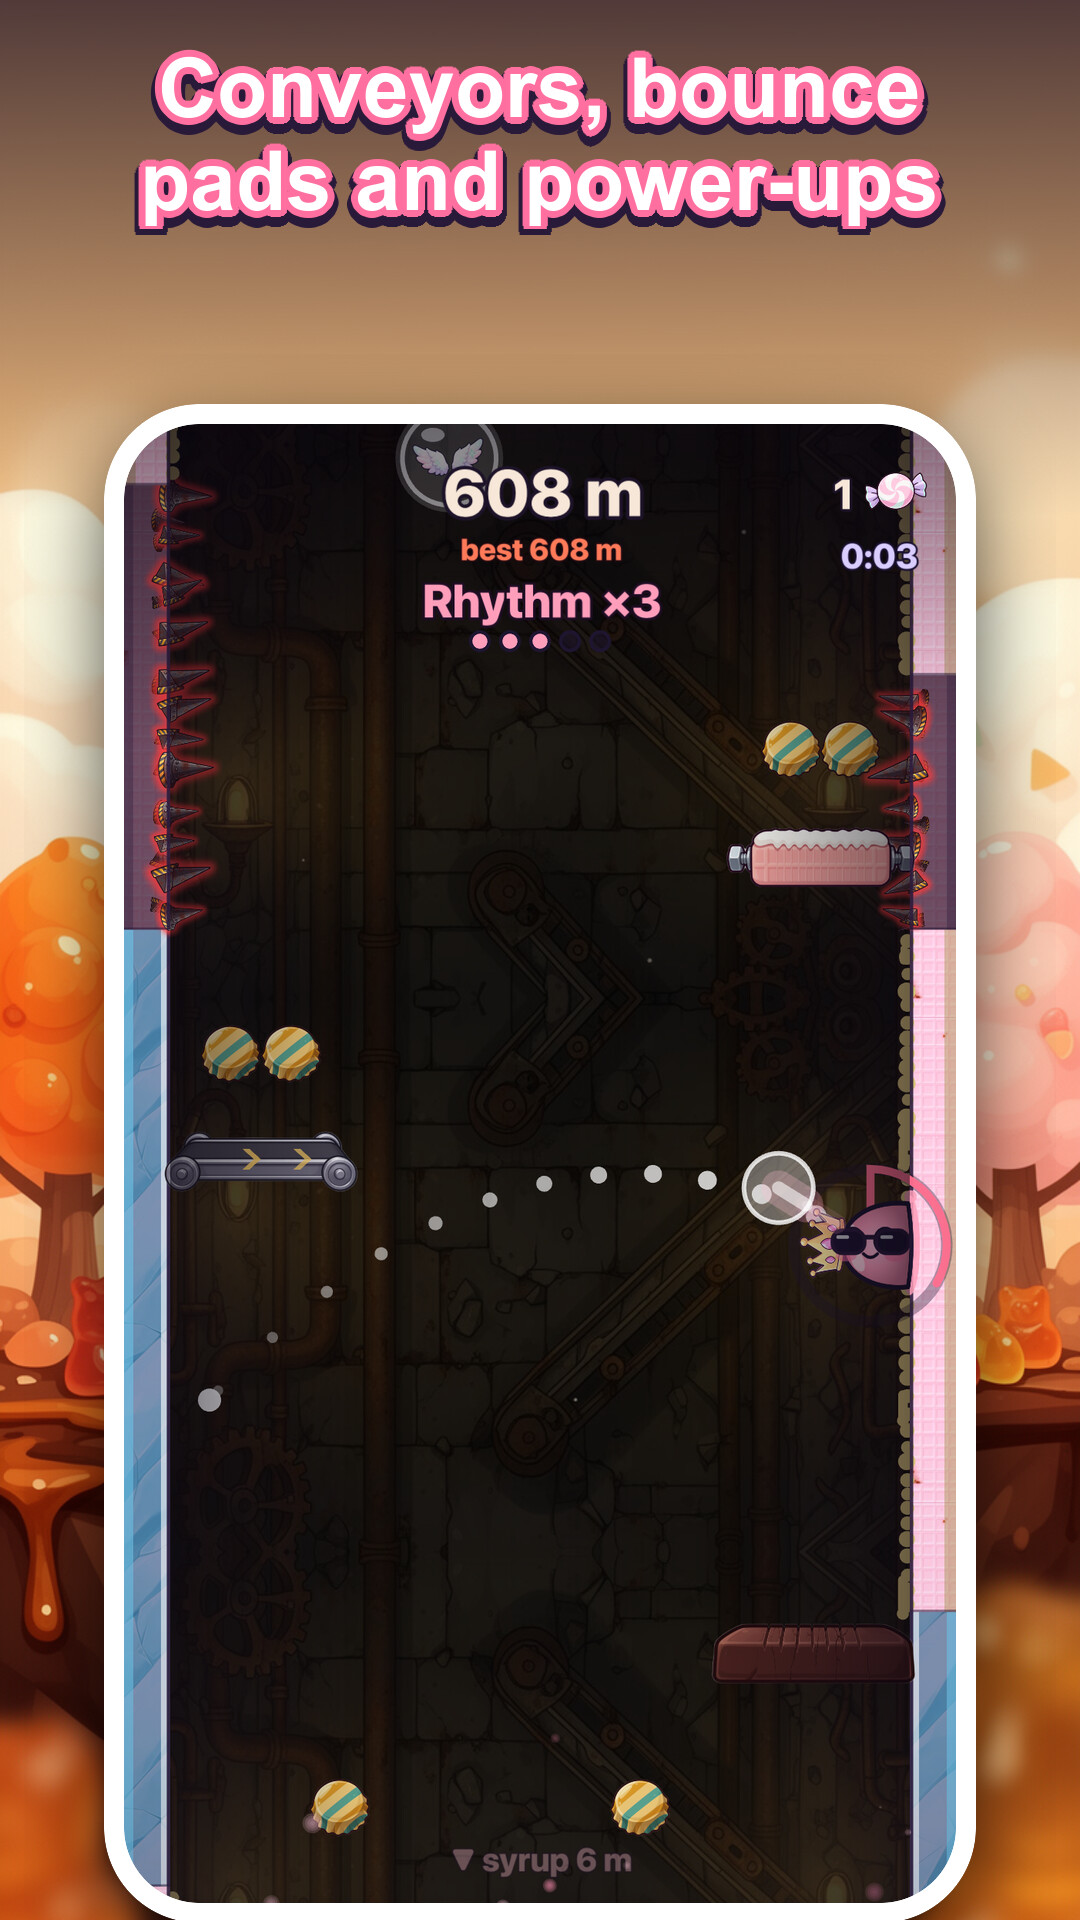 Conveyors, bounce
pads and power-ups
608 m
1
best 608 m
0:03
Rhythm ×3
▼ syrup 6 m